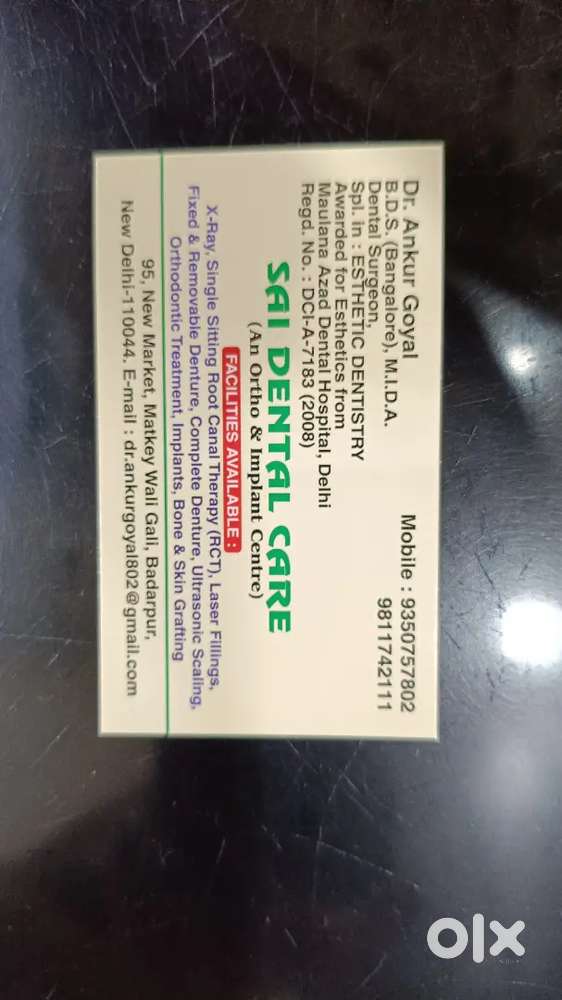 Dr. Ankur Goyal
B.D.S. (Bangalore), M.I.D.A.
Dental Surgeon,
Spl. in : ESTHETIC DENTISTRY
Awarded for Esthetics from
Maulana Azad Dental Hospital, Delhi
Regd. No. : DCI-A-7183 (2008)
Mobile : 9350757802
9811742111
SAI DENTAL CARE
(An Ortho & Implant Centre)
FACILITIES AVAILABLE :
X-Ray, Single Sitting Root Canal Therapy (RCT), Laser Fillings,
Fixed & Removable Denture, Complete Denture, Ultrasonic Scaling,
Orthodontic Treatment, Implants, Bone & Skin Grafting
95, New Market, Matkey Wali Gali, Badarpur,
New Delhi-110044. E-mail : dr.ankurgoyal802@gmail.com
olx